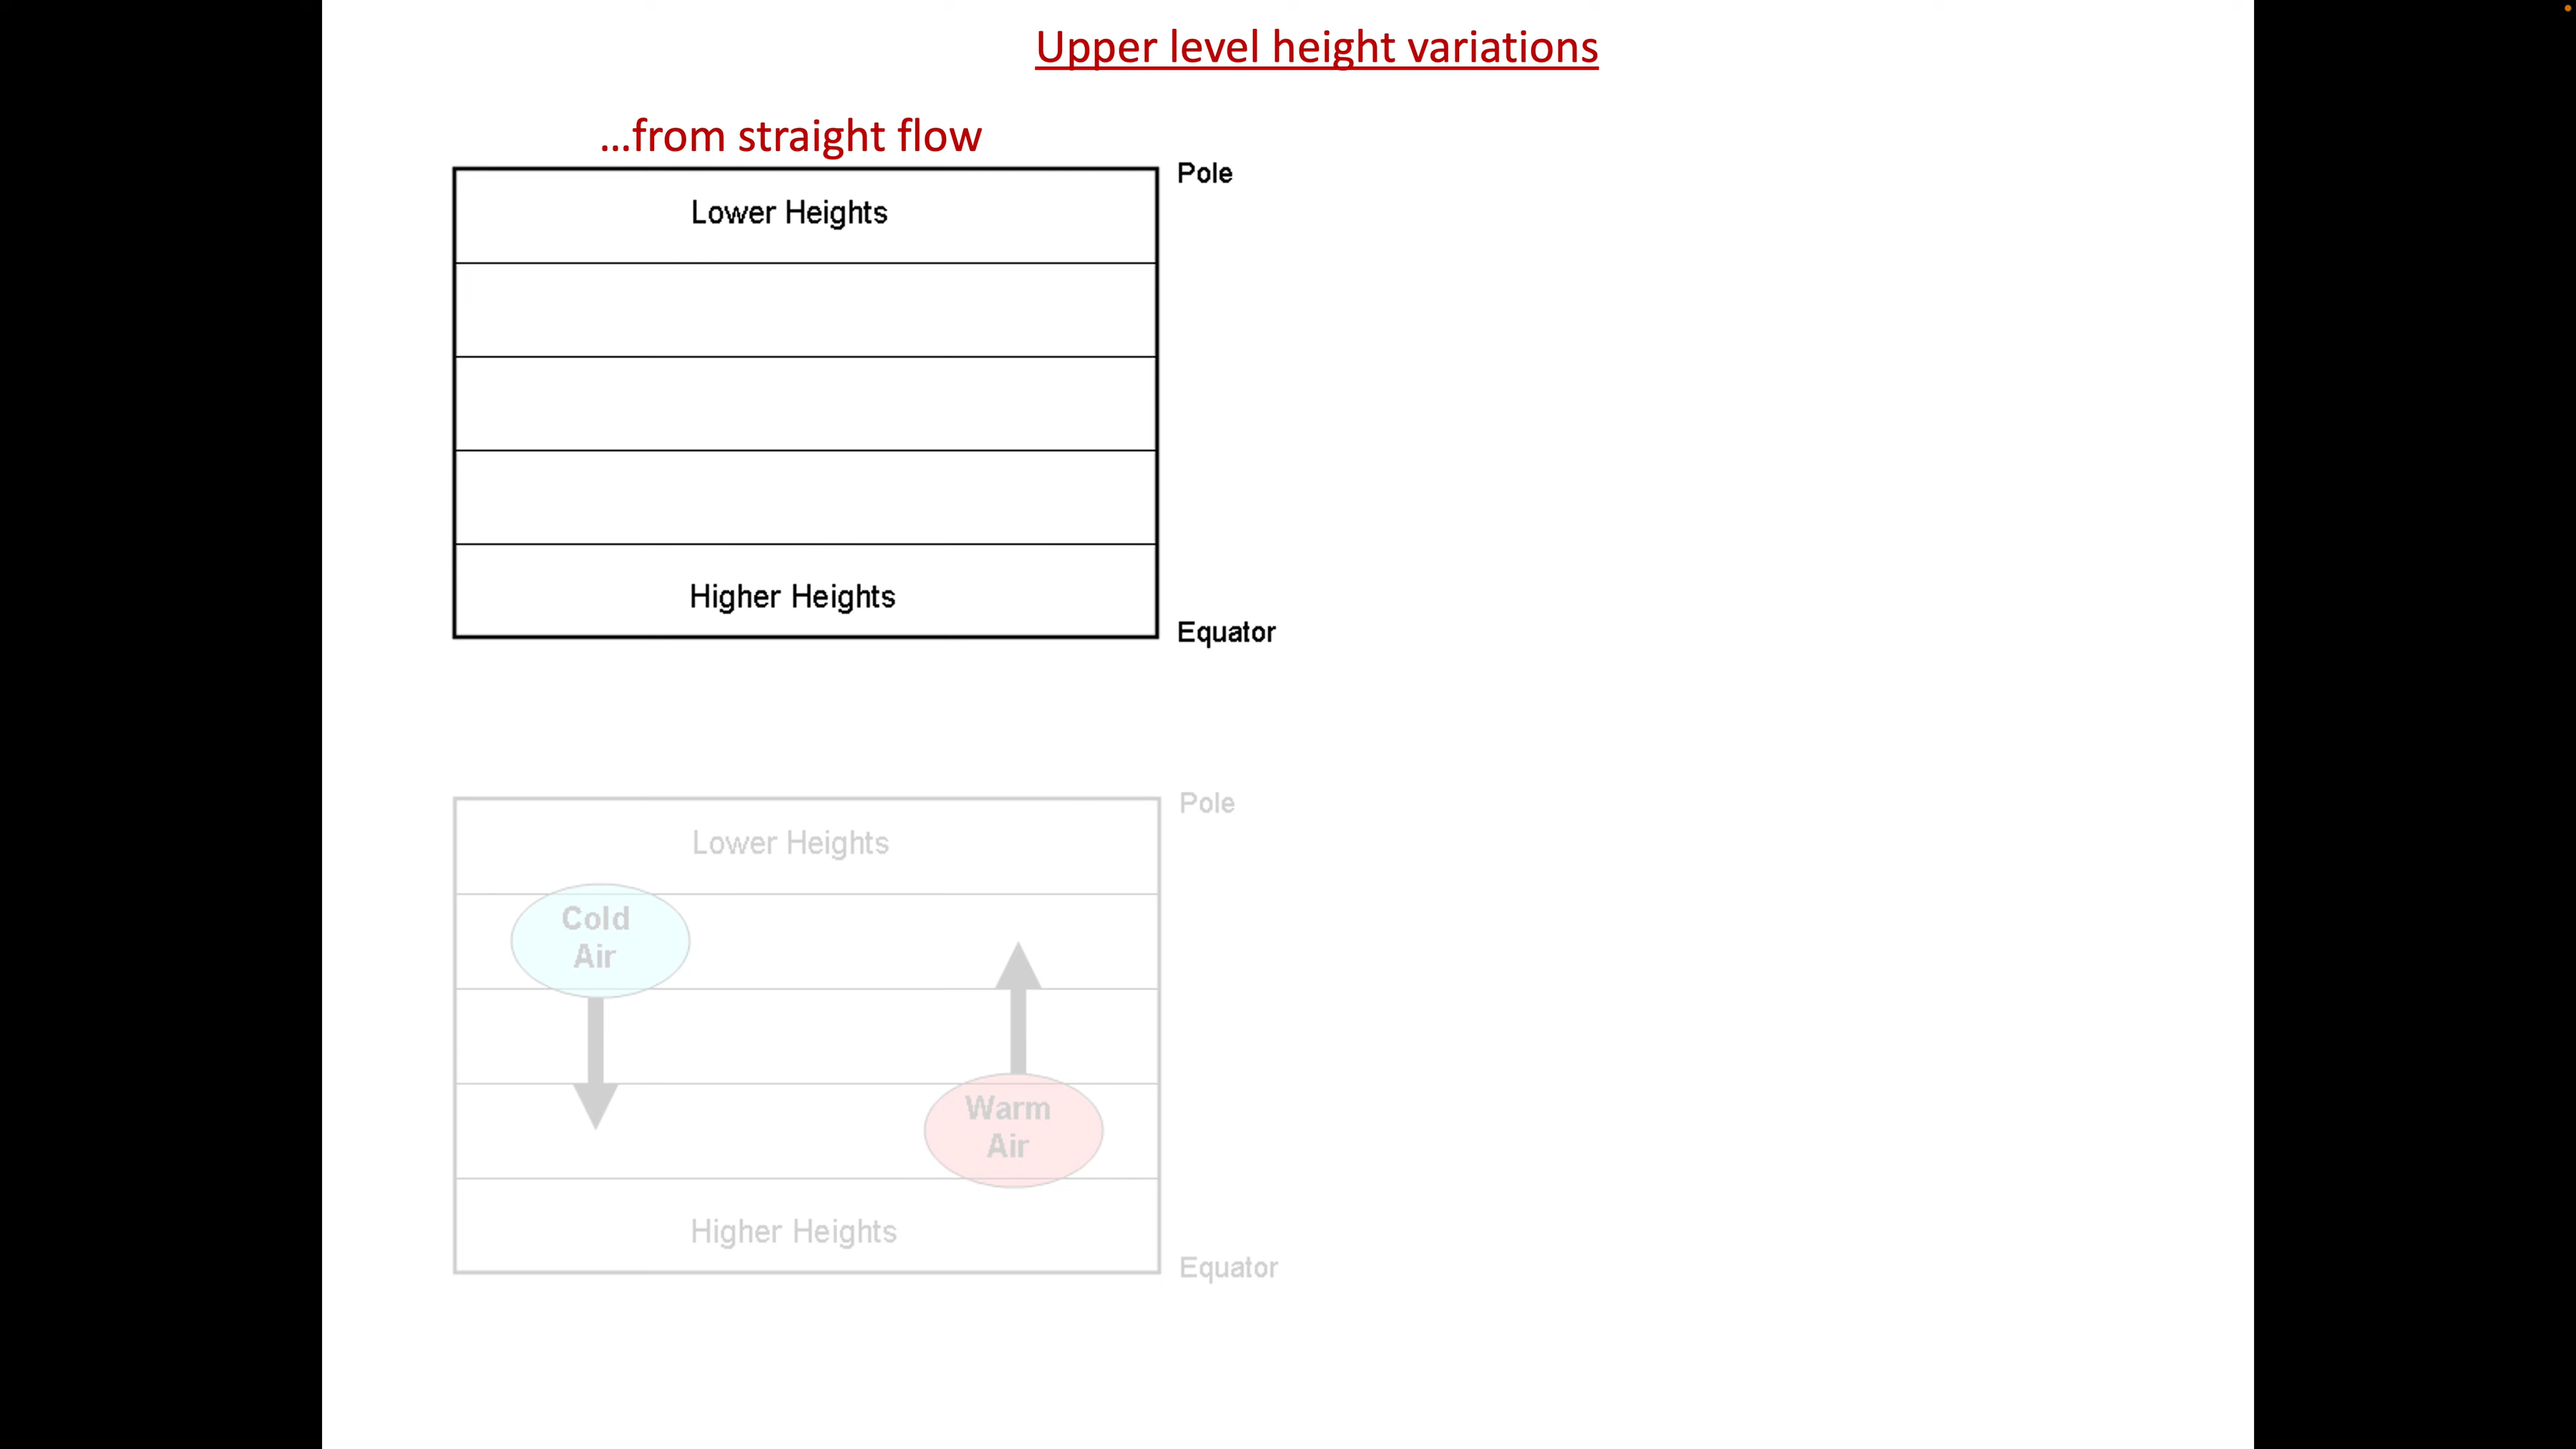 Upper level height variations
...from straight flow
Pole
Lower Heights
Higher Heights
Equator
Pole
Lower Heights
Cold
Air
Warm
Air
Higher Heights
Equator